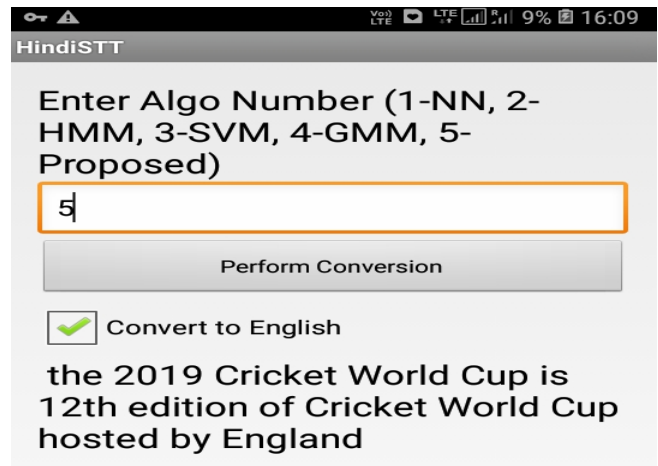 Voo) LTE LTE R 9% 16:09
HindiSTT
Enter Algo Number (1-NN, 2-
HMM, 3-SVM, 4-GMM, 5-
Proposed)
5
Perform Conversion
Convert to English
the 2019 Cricket World Cup is
12th edition of Cricket World Cup
hosted by England